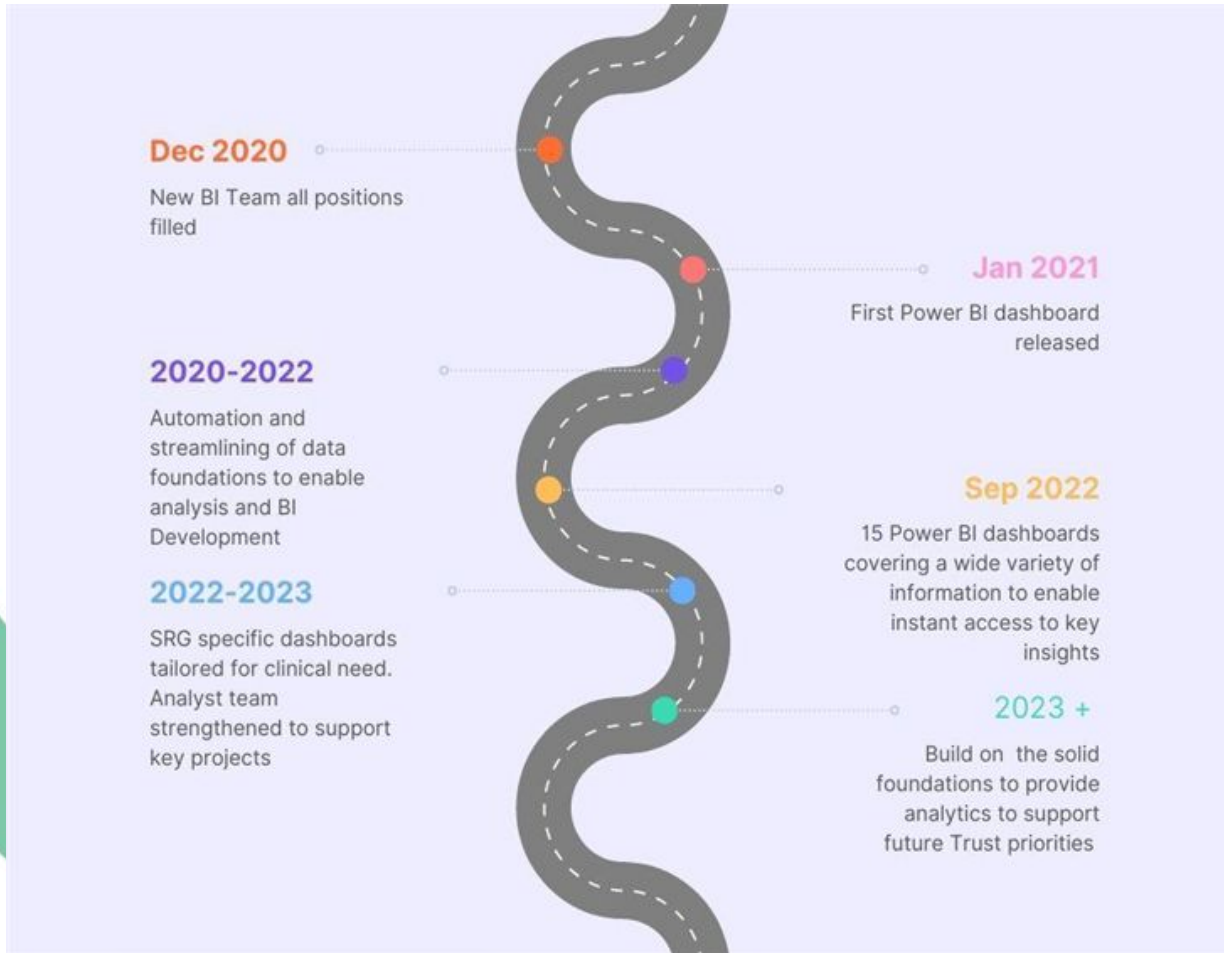 Dec 2020
New BI Team all positions
filled
Jan 2021
First Power BI dashboard
released
2020-2022
Automation and
streamlining of data
foundations to enable
analysis and BI
Development
Sep 2022
15 Power BI dashboards
covering a wide variety of
information to enable
instant access to key
insights
2022-2023
SRG specific dashboards
tailored for clinical need.
Analyst team
strengthened to support
key projects
2023 +
Build on  the solid
foundations to provide
analytics to support
future Trust priorities